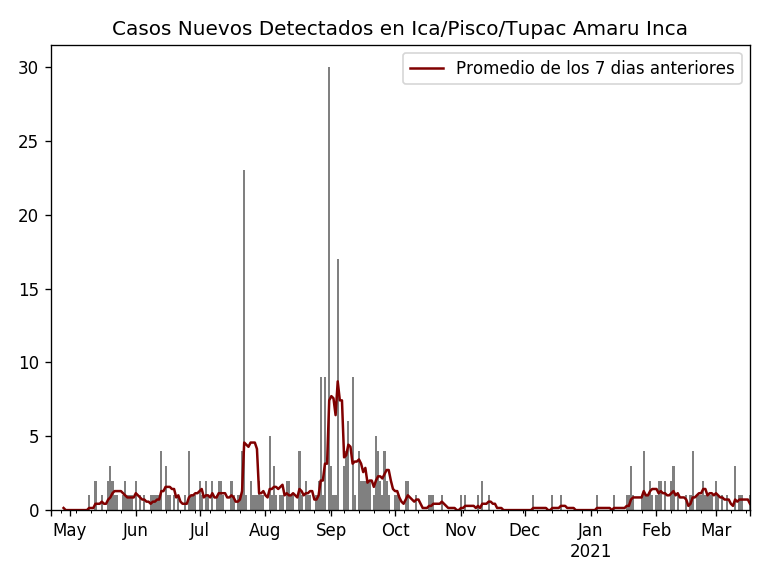 Casos Nuevos Detectados en Ica/Pisco/Tupac Amaru Inca
Promedio de los 7 dias anteriores
30
25
20
15
10
5
0
May Jun Jul Aug Sep Oct Nov Dec Jan Feb Mar
2021